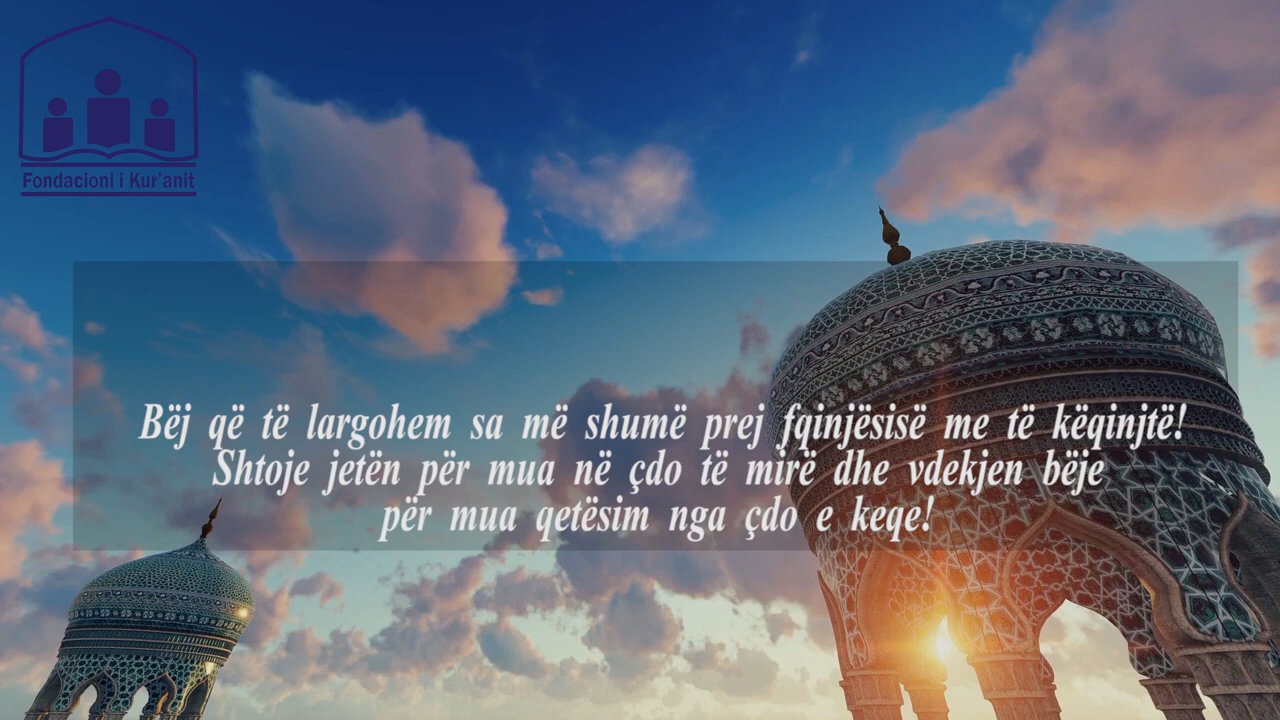 Fondacioni i Kur'anit
Bëj që të largohem sa më shumë prej fqinjësisë me të këqinjtë!
Shtoje jetën për mua në çdo të mirë dhe vdekjen bëje
për mua qetësim nga çdo e keqe!